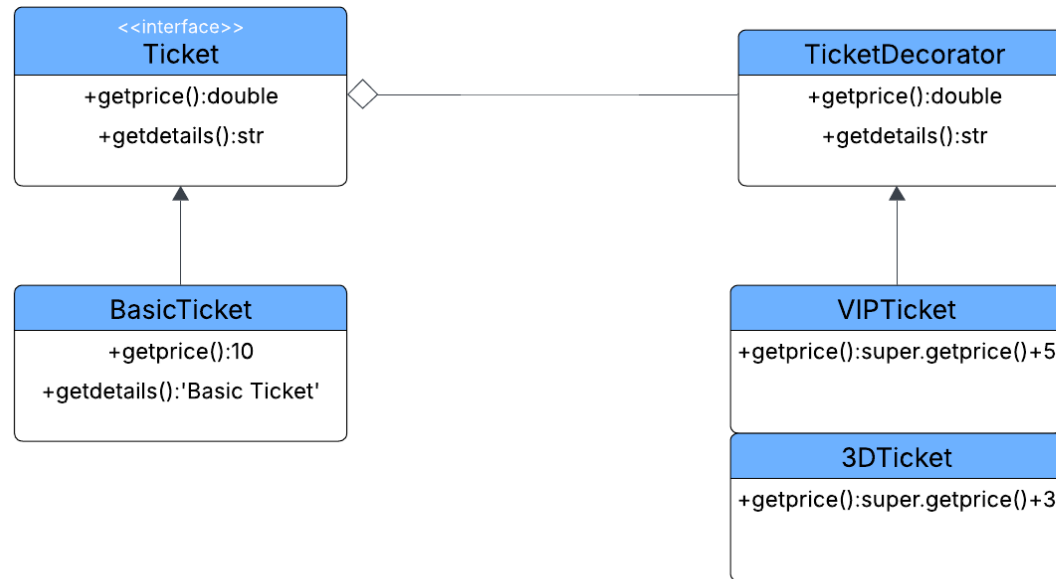 <<interface>>
Ticket
+getprice():double
+getdetails():str
TicketDecorator
+getprice():double
+getdetails():str
BasicTicket
+getprice():10
+getdetails():'Basic Ticket'
VIPTicket
+getprice():super.getprice()+5
3DTicket
+getprice():super.getprice()+3